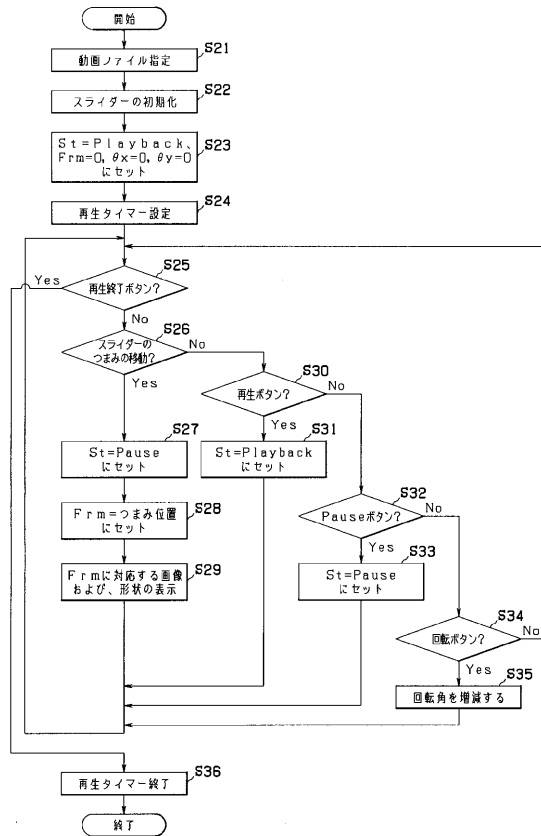 開始
S21
動画ファイル指定
S22
スライダーの初期化
S23
St=Playback、
Frm=0, θx=0, θy=0
にセット
S24
再生タイマー設定
S25
Yes
再生終了ボタン?
No
S26
スライダーの
つまみの移動?
No
Yes
S30
再生ボタン?
No
Yes
S27
St=Pause
にセット
S31
St=Playback
にセット
S28
Frm=つまみ位置
にセット
S32
Pauseボタン?
No
Yes
S29
Frmに対応する画像
および、形状の表示
S33
St=Pause
にセット
S34
回転ボタン?
No
Yes
S35
回転角を増減する
S36
再生タイマー終了
終了